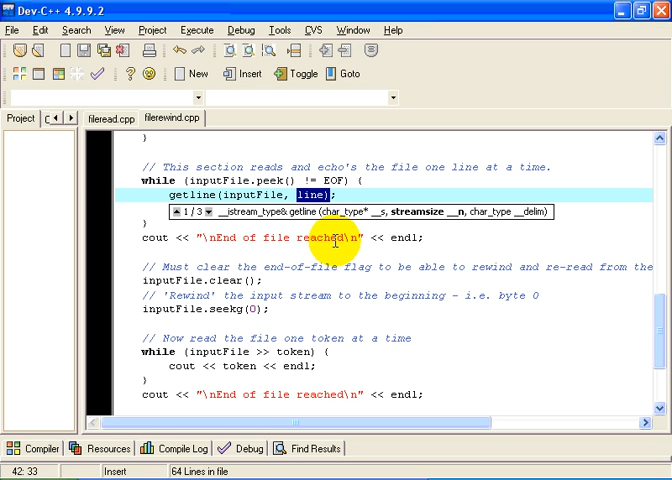 Dev-C++ 4.9.9.2
File Edit Search View Project Execute Debug Tools CVS Window Help
New Insert Toggle Goto
Project C fileread.cpp filerewind.cpp
}
// This section reads and echo's the file one line at a time.
while (inputFile.peek() != EOF) {
getline(inputFile, line);
1 / 3 __istream_type& getline (char_type* __s, streamsize __n, char_type __delim)
}
cout << "\nEnd of file reached\n" << endl;
// Must clear the end-of-file flag to be able to rewind and re-read from the
inputFile.clear();
// 'Rewind' the input stream to the beginning - i.e. byte 0
inputFile.seekg(0);
// Now read the file one token at a time
while (inputFile >> token) {
cout << token << endl;
}
cout << "\nEnd of file reached\n" << endl;
Compiler Resources Compile Log Debug Find Results
42: 33 Insert 64 Lines in file